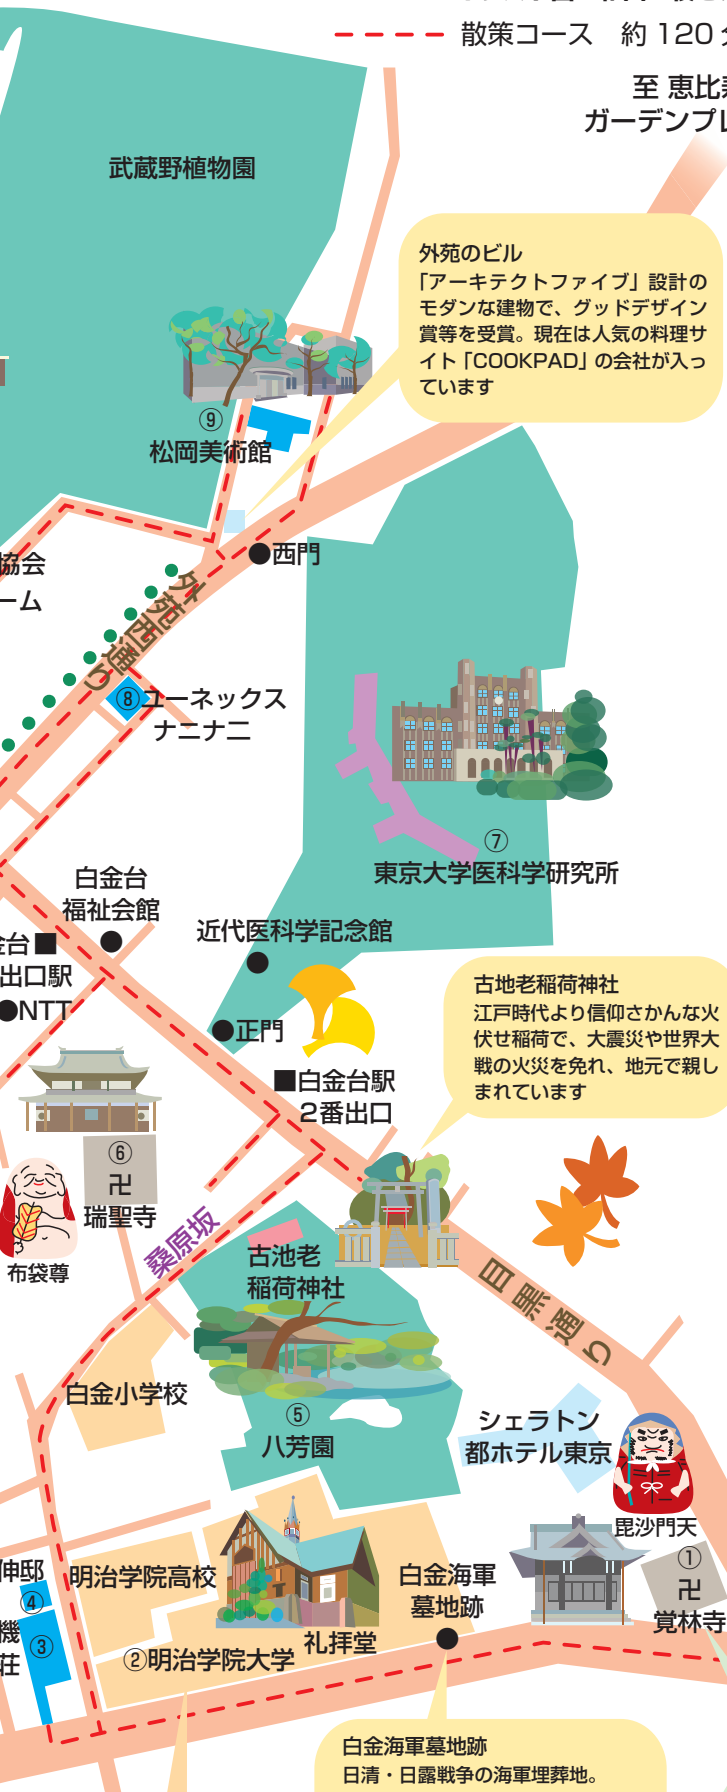 散策コース 約120
至 恵比
ガーデンプレ
武蔵野植物園
外苑のビル
「アーキテクトファイブ」設計の
モダンな建物で、グッドデザイン
賞等を受賞。現在は人気の料理サ
イト「COOKPAD」の会社が入っ
ています
⑨
松岡美術館
協会
ーム
●西門
外苑西通り
⑧ユーネックス
ナニナニ
⑦
東京大学医科学研究所
白金台
福祉会館
近代医科学記念館
金台■
出口駅
●NTT
●正門
■白金台駅
2番出口
古地老稲荷神社
江戸時代より信仰さかんな火
伏せ稲荷で、大震災や世界大
戦の火災を免れ、地元で親し
まれています
⑥
卍
瑞聖寺
布袋尊
桑原坂
古池老
稲荷神社
目黒通り
白金小学校
⑤
八芳園
シェラトン
都ホテル東京
毘沙門天
①
卍
覚林寺
伸邸
④
機
③
荘
明治学院高校
白金海軍
墓地跡
礼拝堂
②明治学院大学
白金海軍墓地跡
日清・日露戦争の海軍埋葬地。